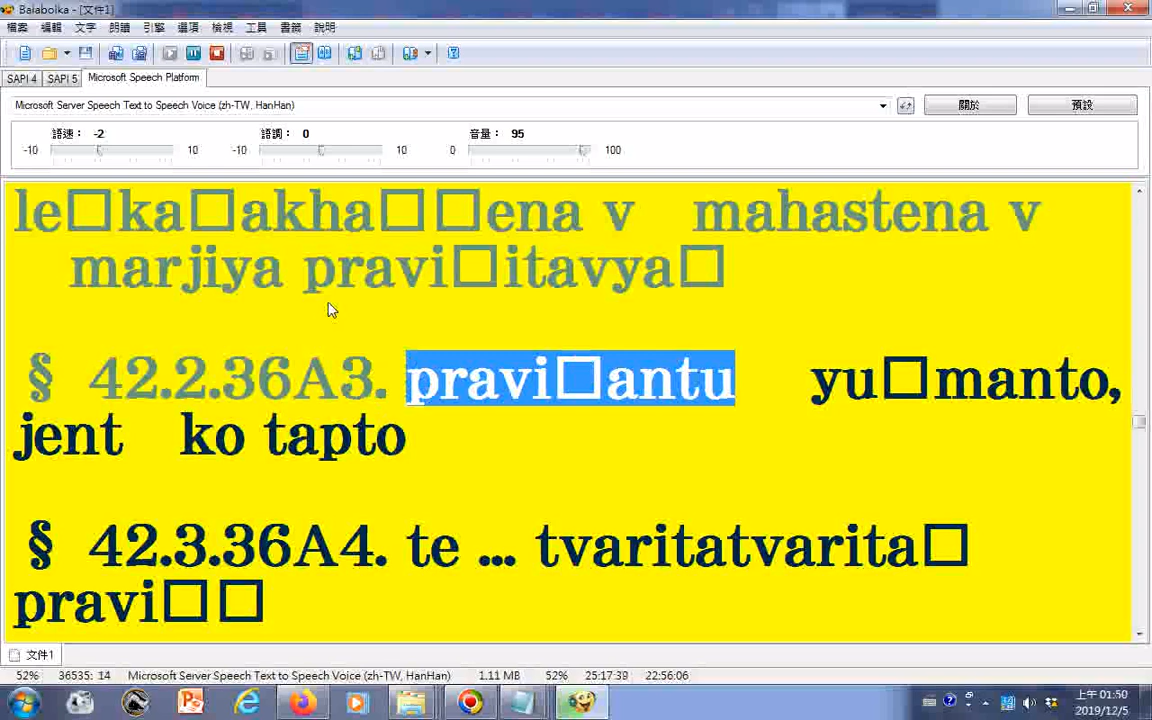 Balabolka - [文件1]
檔案 編輯 文字 朗讀 引擎 選項 檢視 工具 書籤 說明
SAPI 4 SAPI 5 Microsoft Speech Platform
Microsoft Server Speech Text to Speech Voice (zh-TW, HanHan) 關於 預設
語速： -2 語調： 0 音量： 95
-10 10 -10 10 0 100
le□ka□akha□□ena v mahastena v
marjiya pravi□itavya□
§ 42.2.36A3. pravi□antu yu□manto,
jent ko tapto
§ 42.3.36A4. te ... tvaritatvarita□
pravi□□
文件1
52% 36535: 14 Microsoft Server Speech Text to Speech Voice (zh-TW, HanHan) 1.11 MB 52% 25:17:39 22:56:06
上午 01:50
2019/12/5